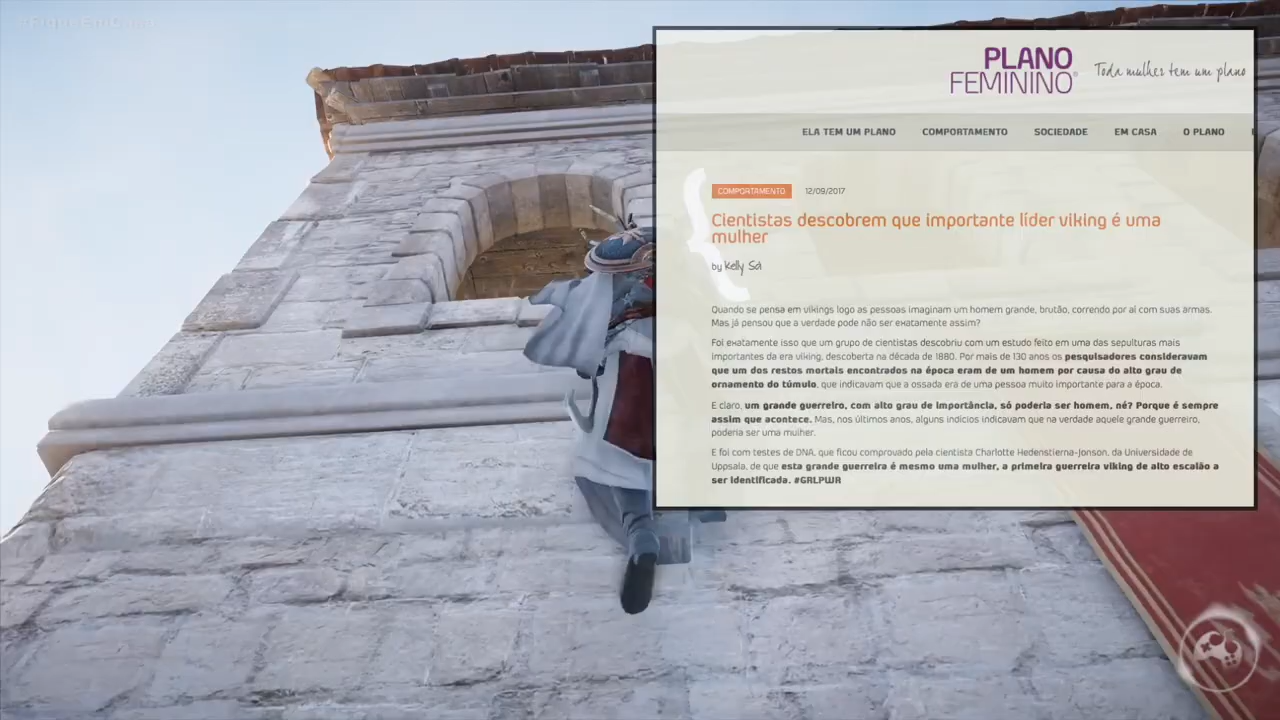 #FiqueEmCasa
PLANO
FEMININO
Toda mulher tem um plano
ELA TEM UM PLANO COMPORTAMENTO SOCIEDADE EM CASA O PLANO
COMPORTAMENTO 12/09/2017
Cientistas descobrem que importante líder viking é uma
mulher
by Kelly Sá
Quando se pensa em vikings logo as pessoas imaginam um homem grande, brutão, correndo por aí com suas armas.
Mas já pensou que a verdade pode não ser exatamente assim?
Foi exatamente isso que um grupo de cientistas descobriu com um estudo feito em uma das sepulturas mais
importantes da era viking, descoberta na década de 1880. Por mais de 130 anos os pesquisadores consideravam
que um dos restos mortais encontrados na época eram de um homem por causa do alto grau de
ornamento do túmulo, que indicavam que a ossada era de uma pessoa muito importante para a época.
E claro, um grande guerreiro, com alto grau de importância, só poderia ser homem, né? Porque é sempre
assim que acontece. Mas, nos últimos anos, alguns indícios indicavam que na verdade aquele grande guerreiro,
poderia ser uma mulher.
E foi com testes de DNA, que ficou comprovado pela cientista Charlotte Hedenstierna-Jonson, da Universidade de
Uppsala, de que esta grande guerreira é mesmo uma mulher, a primeira guerreira viking de alto escalão a
ser identificada. #GRLPWR